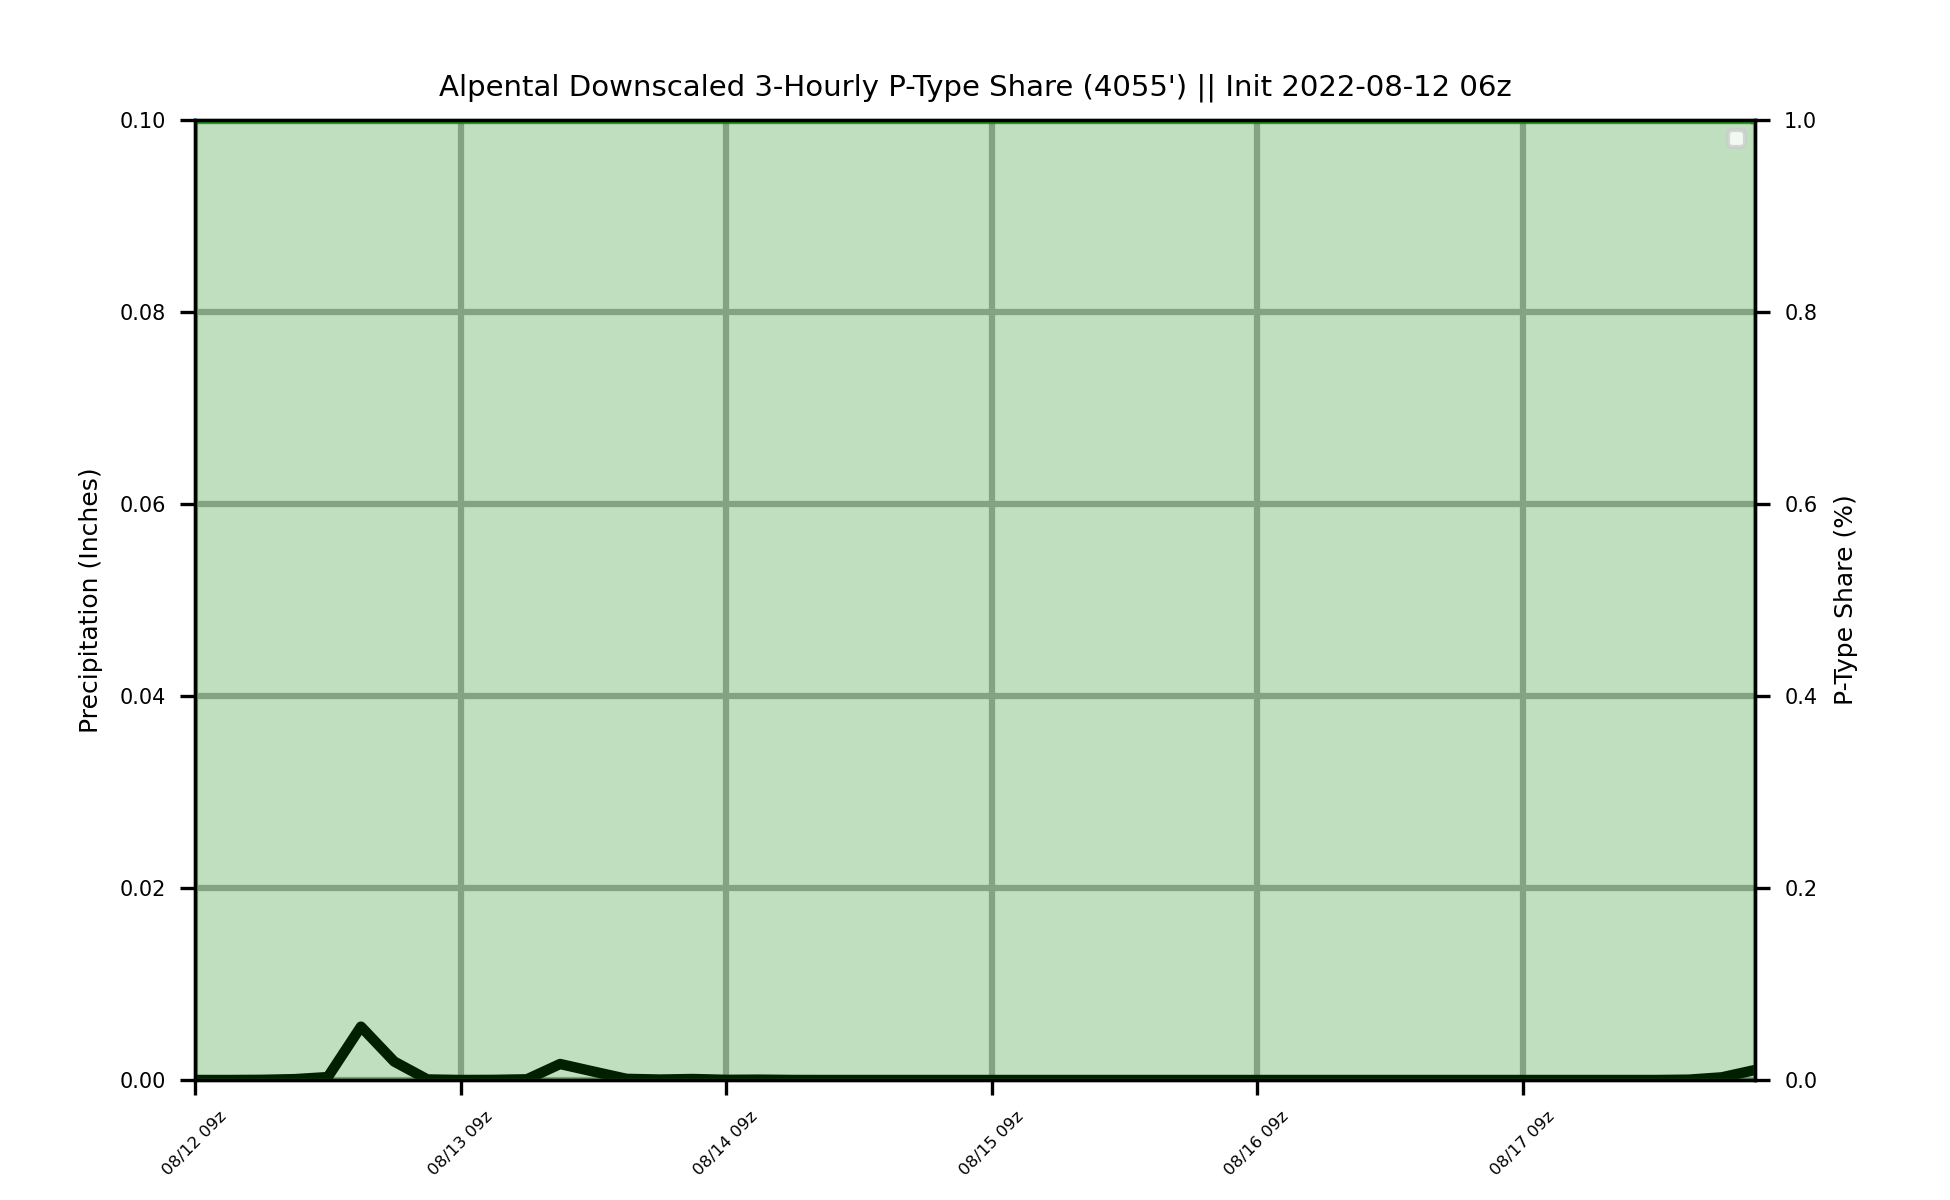 Alpental Downscaled 3-Hourly P-Type Share (4055') || Init 2022-08-12 06z
Precipitation (Inches)
0.10
0.08
0.06
0.04
0.02
0.00
1.0
0.8
0.6
0.4
0.2
0.0
P-Type Share (%)
08/12 09z
08/13 09z
08/14 09z
08/15 09z
08/16 09z
08/17 09z